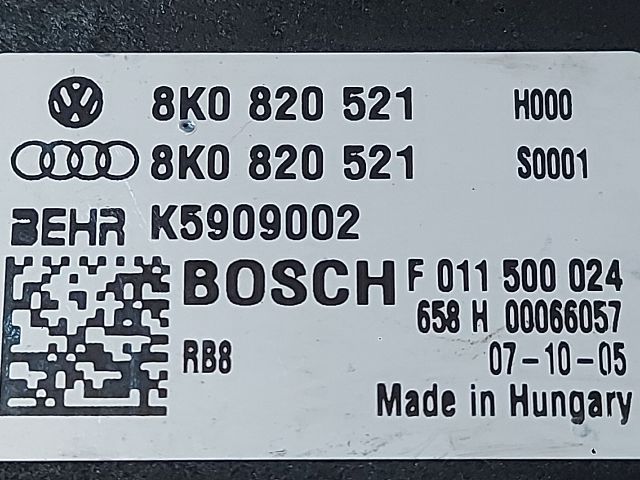 8K0 820 521 H000
8K0 820 521 S0001
BEHR K5909002
BOSCH F 011 500 024
658 H 00066057
RB8 07-10-05
Made in Hungary